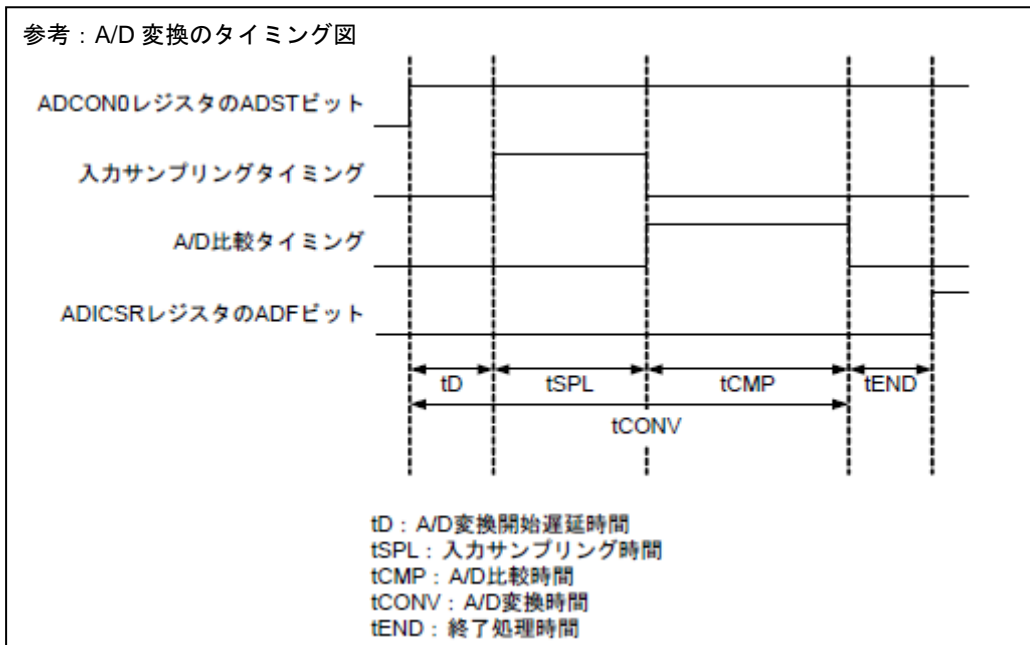 参考：A/D 変換のタイミング図
ADCON0レジスタのADSTビット
入力サンプリングタイミング
A/D比較タイミング
ADICSRレジスタのADFビット
tD tSPL tCMP tEND
tCONV
tD：A/D変換開始遅延時間
tSPL：入力サンプリング時間
tCMP：A/D比較時間
tCONV：A/D変換時間
tEND：終了処理時間